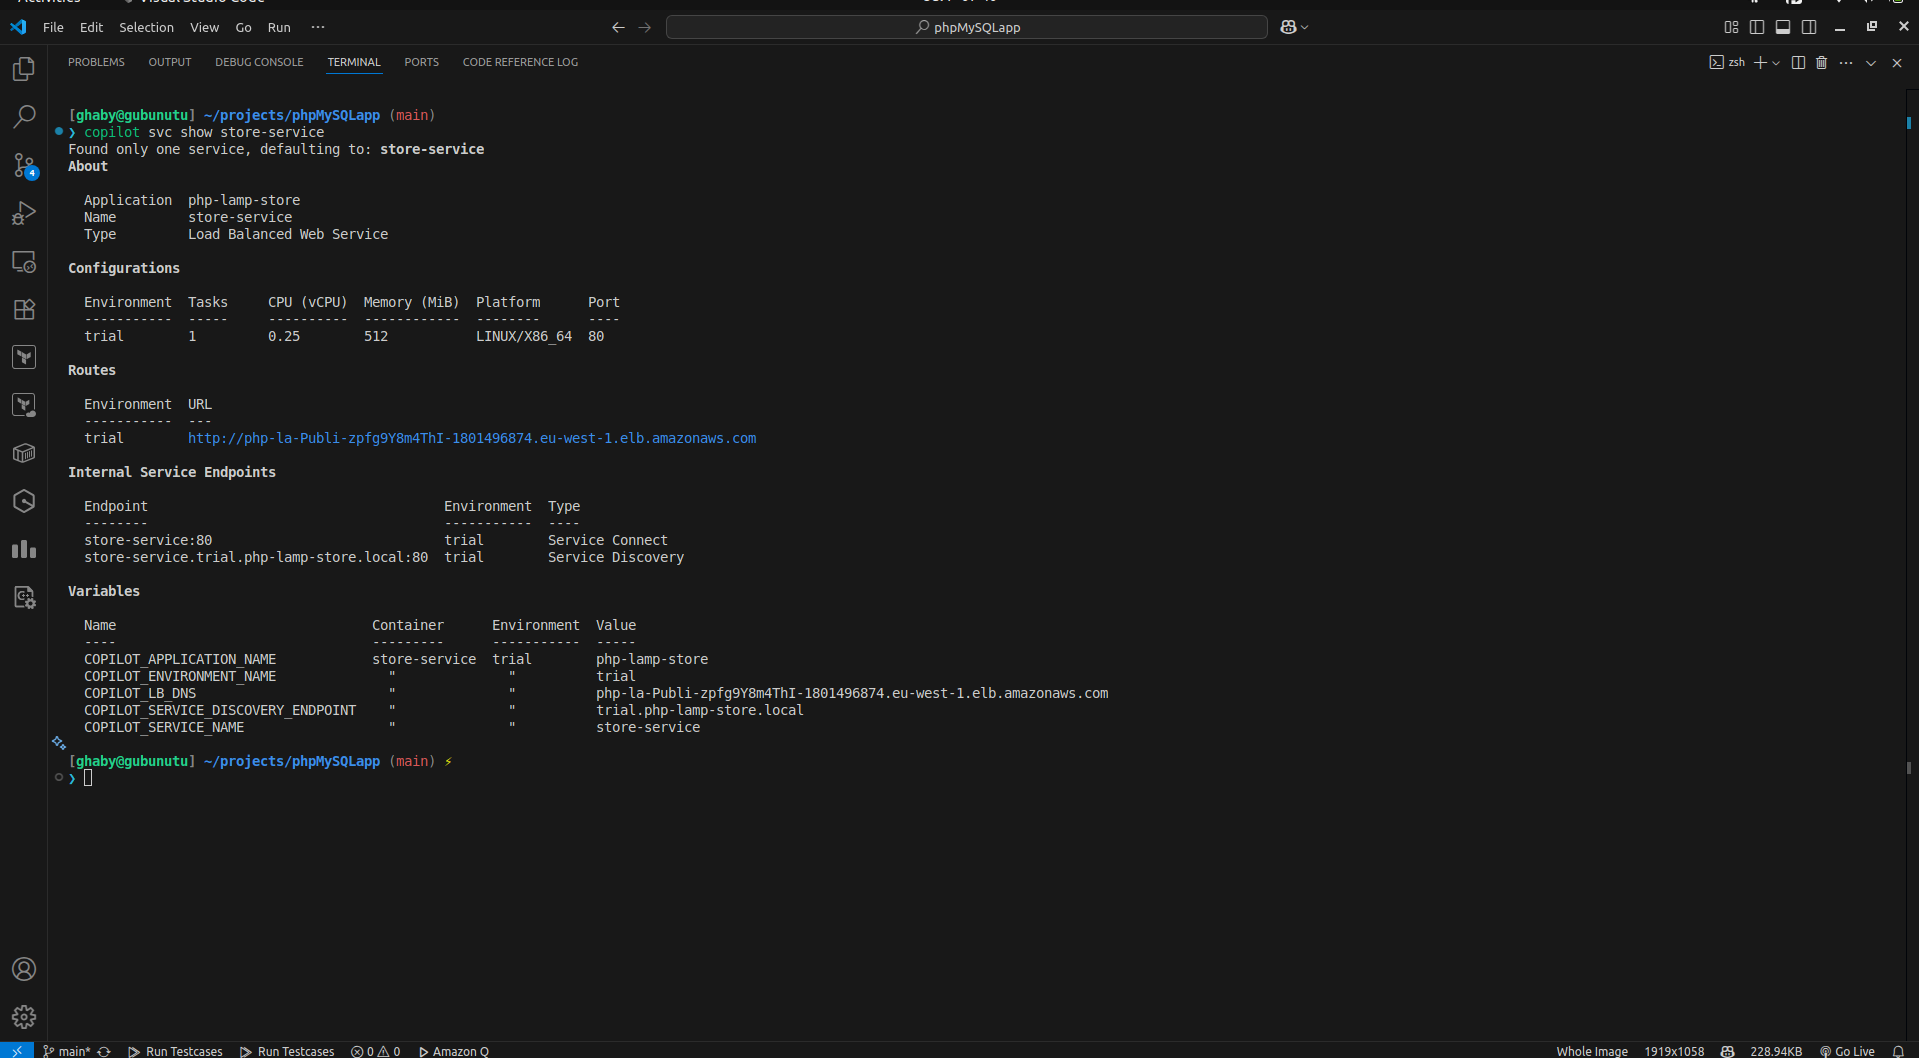 Activities Visual Studio Code
File Edit Selection View Go Run ···
phpMySQLapp
PROBLEMS OUTPUT DEBUG CONSOLE TERMINAL PORTS CODE REFERENCE LOG
zsh
[ghaby@gubunutu] ~/projects/phpMySQLapp (main)
❯ copilot svc show store-service
Found only one service, defaulting to: store-service
About
Application php-lamp-store
Name store-service
Type Load Balanced Web Service
Configurations
Environment Tasks CPU (vCPU) Memory (MiB) Platform Port
----------- ----- ---------- ------------ -------- ----
trial 1 0.25 512 LINUX/X86_64 80
Routes
Environment URL
----------- ---
trial http://php-la-Publi-zpfg9Y8m4ThI-1801496874.eu-west-1.elb.amazonaws.com
Internal Service Endpoints
Endpoint Environment Type
-------- ----------- ----
store-service:80 trial Service Connect
store-service.trial.php-lamp-store.local:80 trial Service Discovery
Variables
Name Container Environment Value
---- --------- ----------- -----
COPILOT_APPLICATION_NAME store-service trial php-lamp-store
COPILOT_ENVIRONMENT_NAME " " trial
COPILOT_LB_DNS " " php-la-Publi-zpfg9Y8m4ThI-1801496874.eu-west-1.elb.amazonaws.com
COPILOT_SERVICE_DISCOVERY_ENDPOINT " " trial.php-lamp-store.local
COPILOT_SERVICE_NAME " " store-service
[ghaby@gubunutu] ~/projects/phpMySQLapp (main) ⚡
❯
4
main* Run Testcases Run Testcases 0 0 Amazon Q Whole Image 1919x1058 228.94KB Go Live